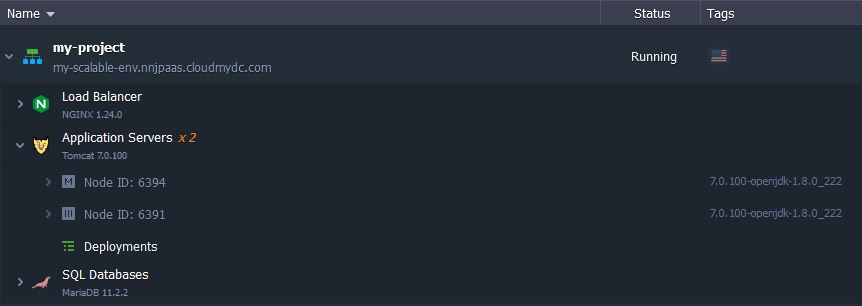 Name Status Tags
my-project
my-scalable-env.nnjpaas.cloudmydc.com Running
Load Balancer
NGINX 1.24.0
Application Servers x 2
Tomcat 7.0.100
M Node ID: 6394 7.0.100-openjdk-1.8.0_222
Node ID: 6391 7.0.100-openjdk-1.8.0_222
Deployments
SQL Databases
MariaDB 11.2.2